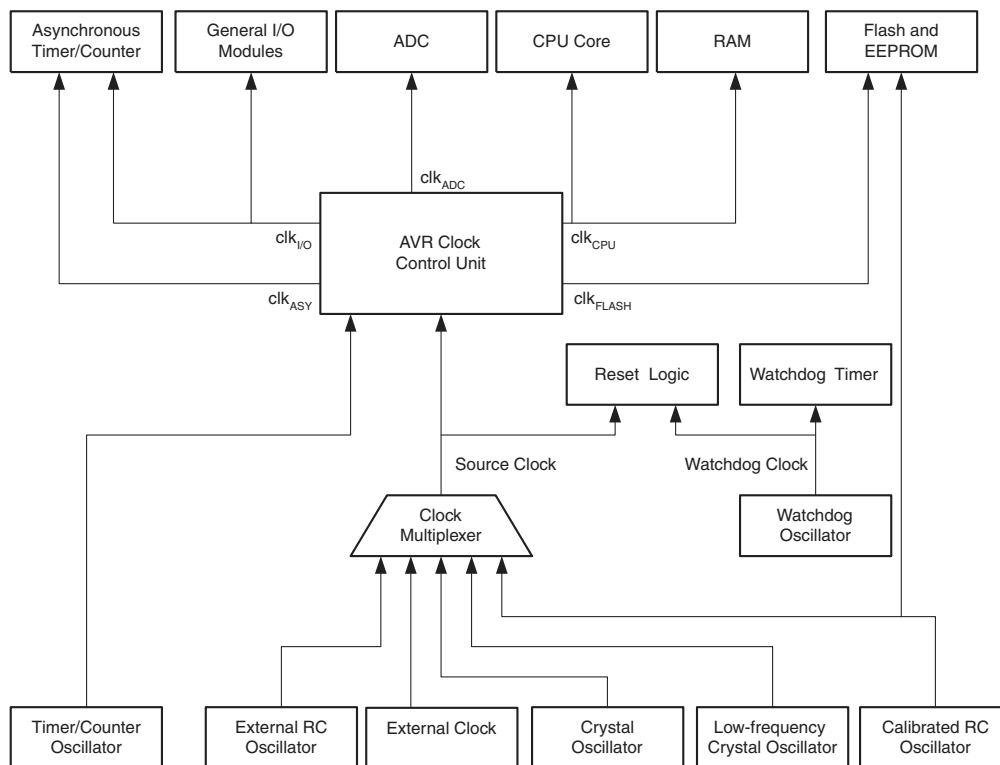 Asynchronous
Timer/Counter
General I/O
Modules
ADC
CPU Core
RAM
Flash and
EEPROM
clkADC
clkI/O
AVR Clock
Control Unit
clkCPU
clkASY
clkFLASH
Reset Logic
Watchdog Timer
Source Clock
Watchdog Clock
Clock
Multiplexer
Watchdog
Oscillator
Timer/Counter
Oscillator
External RC
Oscillator
External Clock
Crystal
Oscillator
Low-frequency
Crystal Oscillator
Calibrated RC
Oscillator